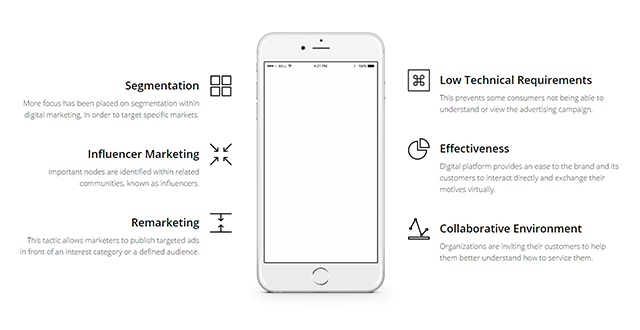 Segmentation
More focus has been placed on segmentation within
digital marketing, in order to target specific markets.
Influencer Marketing
Important nodes are identified within related
communities, known as influencers.
Remarketing
This tactic allows marketers to publish targeted ads
in front of an interest category or a defined audience.
BELL 4:21 PM 100%
Low Technical Requirements
This prevents some consumers not being able to
understand or view the advertising campaign.
Effectiveness
Digital platform provides an ease to the brand and its
customers to interact directly and exchange their
motives virtually.
Collaborative Environment
Organizations are inviting their customers to help
them better understand how to service them.